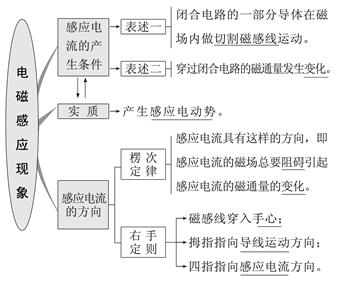 电磁感应现象
感应电
流的产
生条件
表述一
闭合电路的一部分导体在磁
场内做切割磁感线运动。
表述二
穿过闭合电路的磁通量发生变化。
实质
产生感应电动势。
感应电流
的方向
楞次
定律
感应电流具有这样的方向，即
感应电流的磁场总要阻碍引起
感应电流的磁通量的变化。
右手
定则
磁感线穿入手心；
拇指指向导线运动方向；
四指指向感应电流方向。